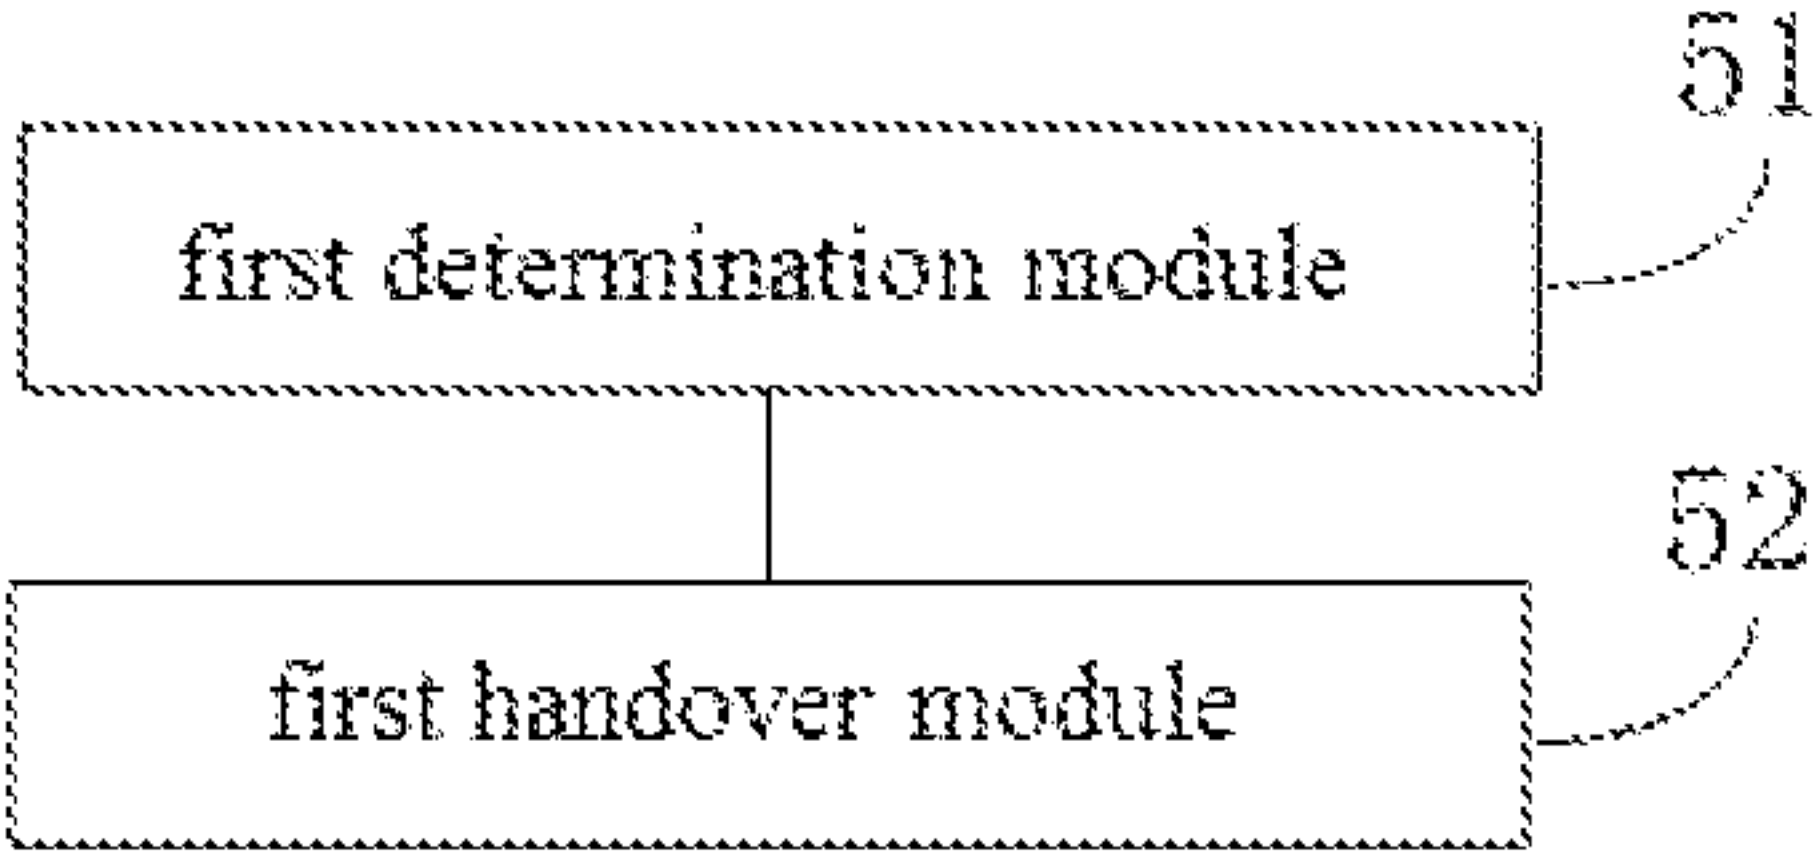 51
first determination module
52
first handover module